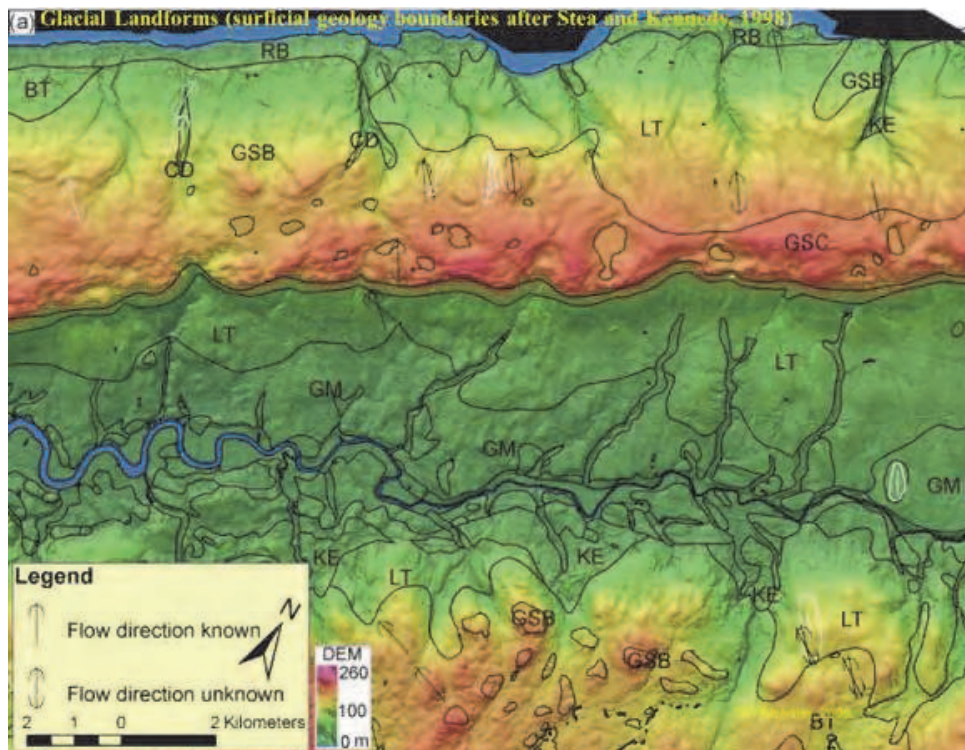 (a) Glacial Landforms (surficial geology boundaries after Stea and Kennedy, 1998)
RB
RB
BT
GSB
LT
KE
CD
CD
GSB
GSC
LT
GM
LT
GM
GM
KE
KE
LT
KE
LT
GSB
GSB
BT
Legend
Flow direction known
Flow direction unknown
N
2 1 0 2 Kilometers
DEM
260
100
0 m